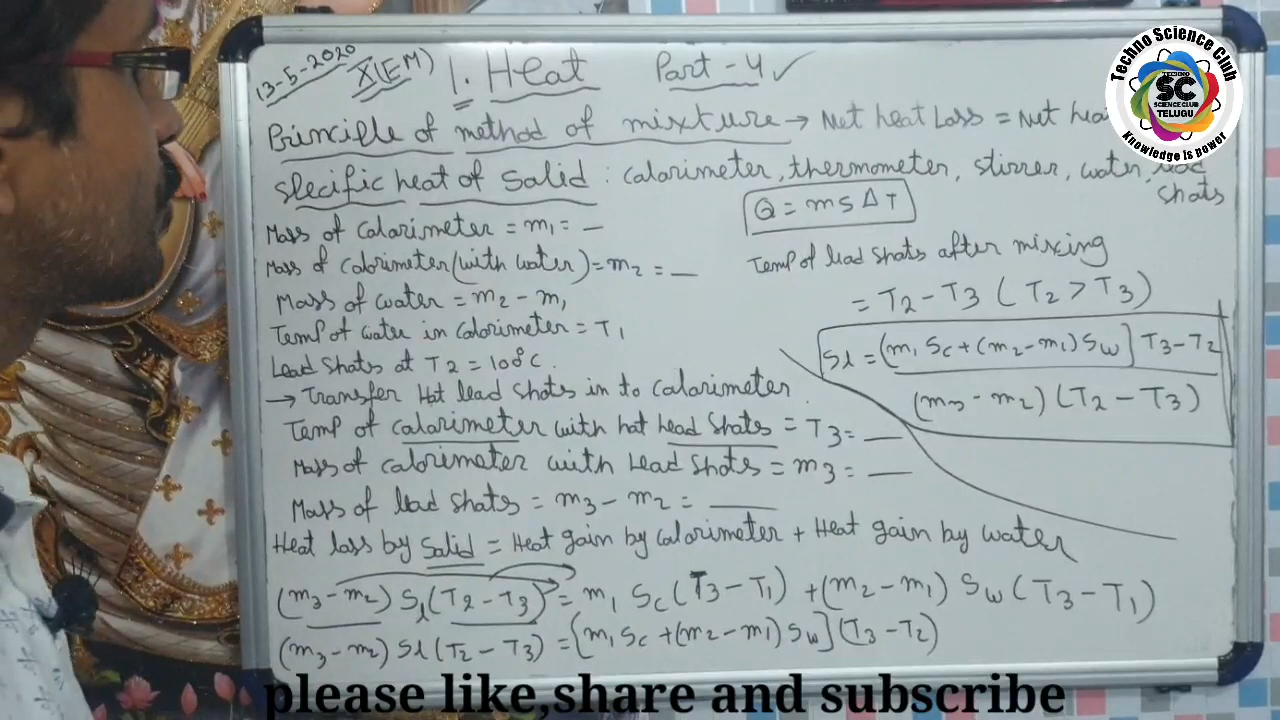 13-5-2020
X(EM)
1. Heat Part - 4 ✓
Principle of method of mixture → Net heat Loss = Net heat
Specific heat of Solid : calorimeter, thermometer, stirrer, water, lead shots
Mass of calorimeter = m₁ = —
Mass of calorimeter (with water) = m₂ = —
Mass of water = m₂ - m₁
Temp of water in calorimeter = T₁
Lead Shots at T₂ = 100°C.
→ Transfer Hot lead shots in to calorimeter.
Temp of calorimeter with hot lead shots = T₃ = —
Mass of calorimeter with lead shots = m₃ = —
Mass of lead shots = m₃ - m₂ = —
Q = ms ΔT
Temp of lead shots after mixing
= T₂ - T₃ (T₂ > T₃)
Sl = (m₁ Sc + (m₂ - m₁) Sw] T₃ - T₂
(m₃ - m₂) (T₂ - T₃)
Heat loss by Solid = Heat gain by calorimeter + Heat gain by water
(m₃ - m₂) Sl (T₂ - T₃) = m₁ Sc (T₃ - T₁) + (m₂ - m₁) Sw (T₃ - T₁)
(m₃ - m₂) Sl (T₂ - T₃) = [m₁ Sc + (m₂ - m₁) Sw] (T₃ - T₂)
Techno Science Club
TECHNO
SC
SCIENCE CLUB
TELUGU
Knowledge is Power
please like,share and subscribe